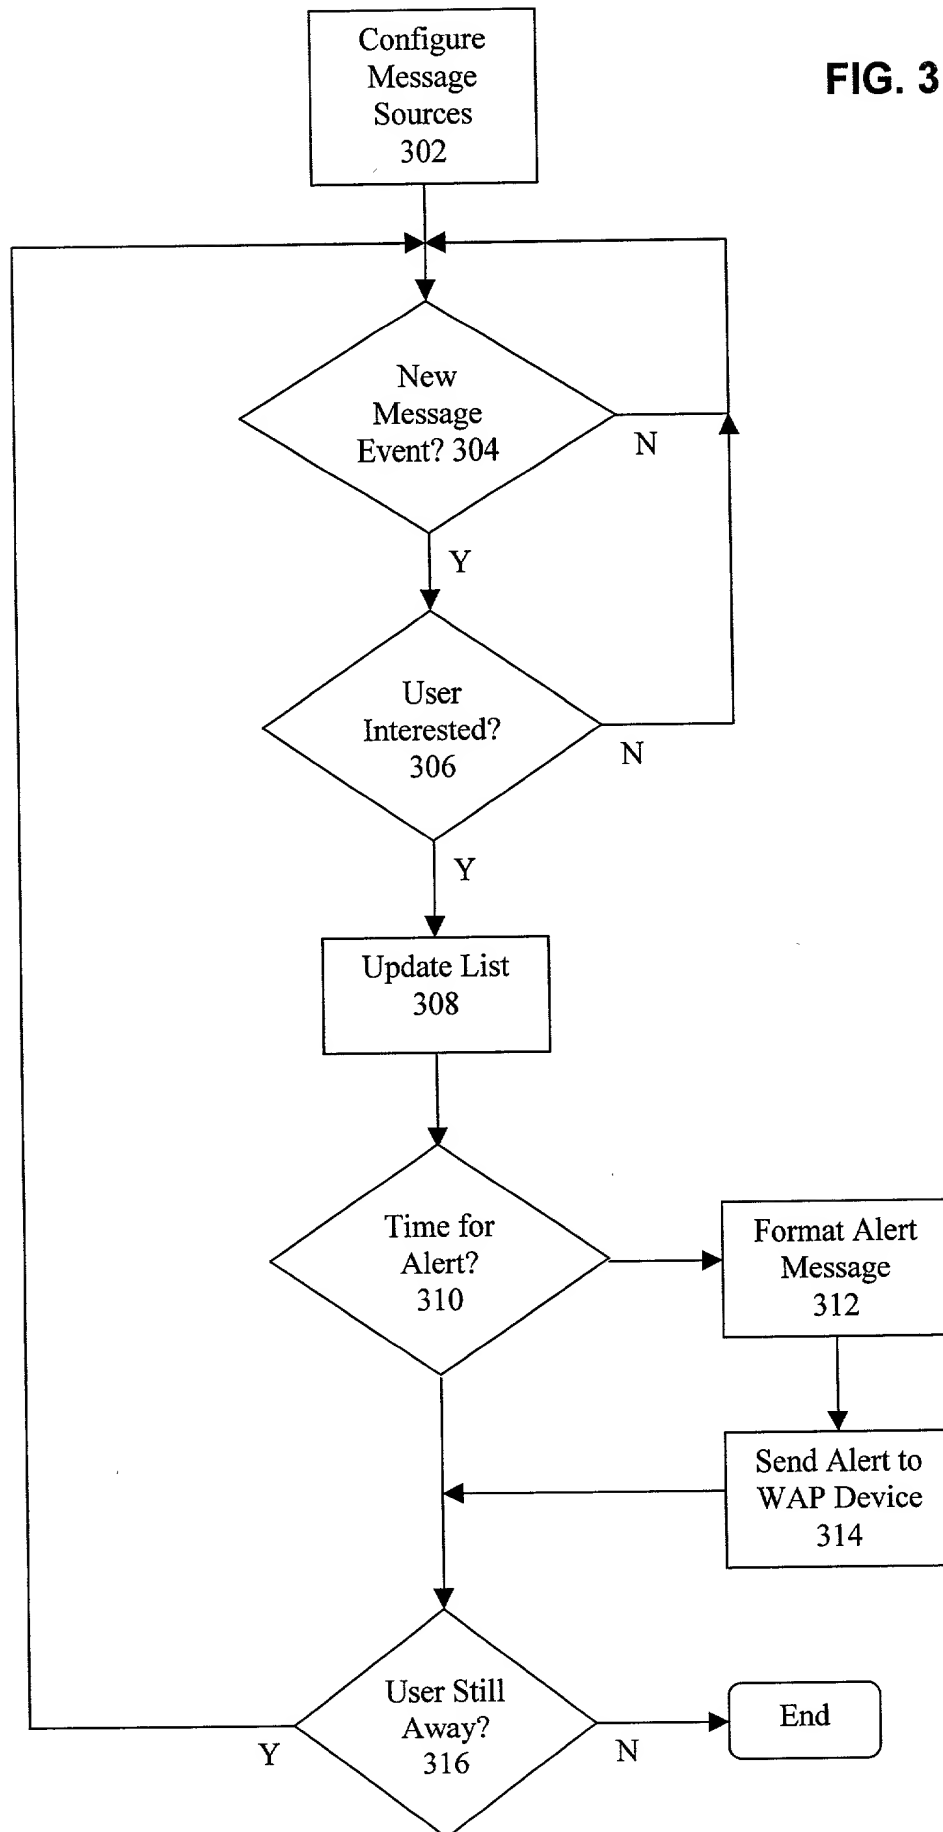 Configure
Message
Sources
302
FIG. 3
New
Message
Event? 304
N
Y
User
Interested?
306
N
Y
Update List
308
Time for
Alert?
310
Format Alert
Message
312
Send Alert to
WAP Device
314
User Still
Away?
316
Y
N
End